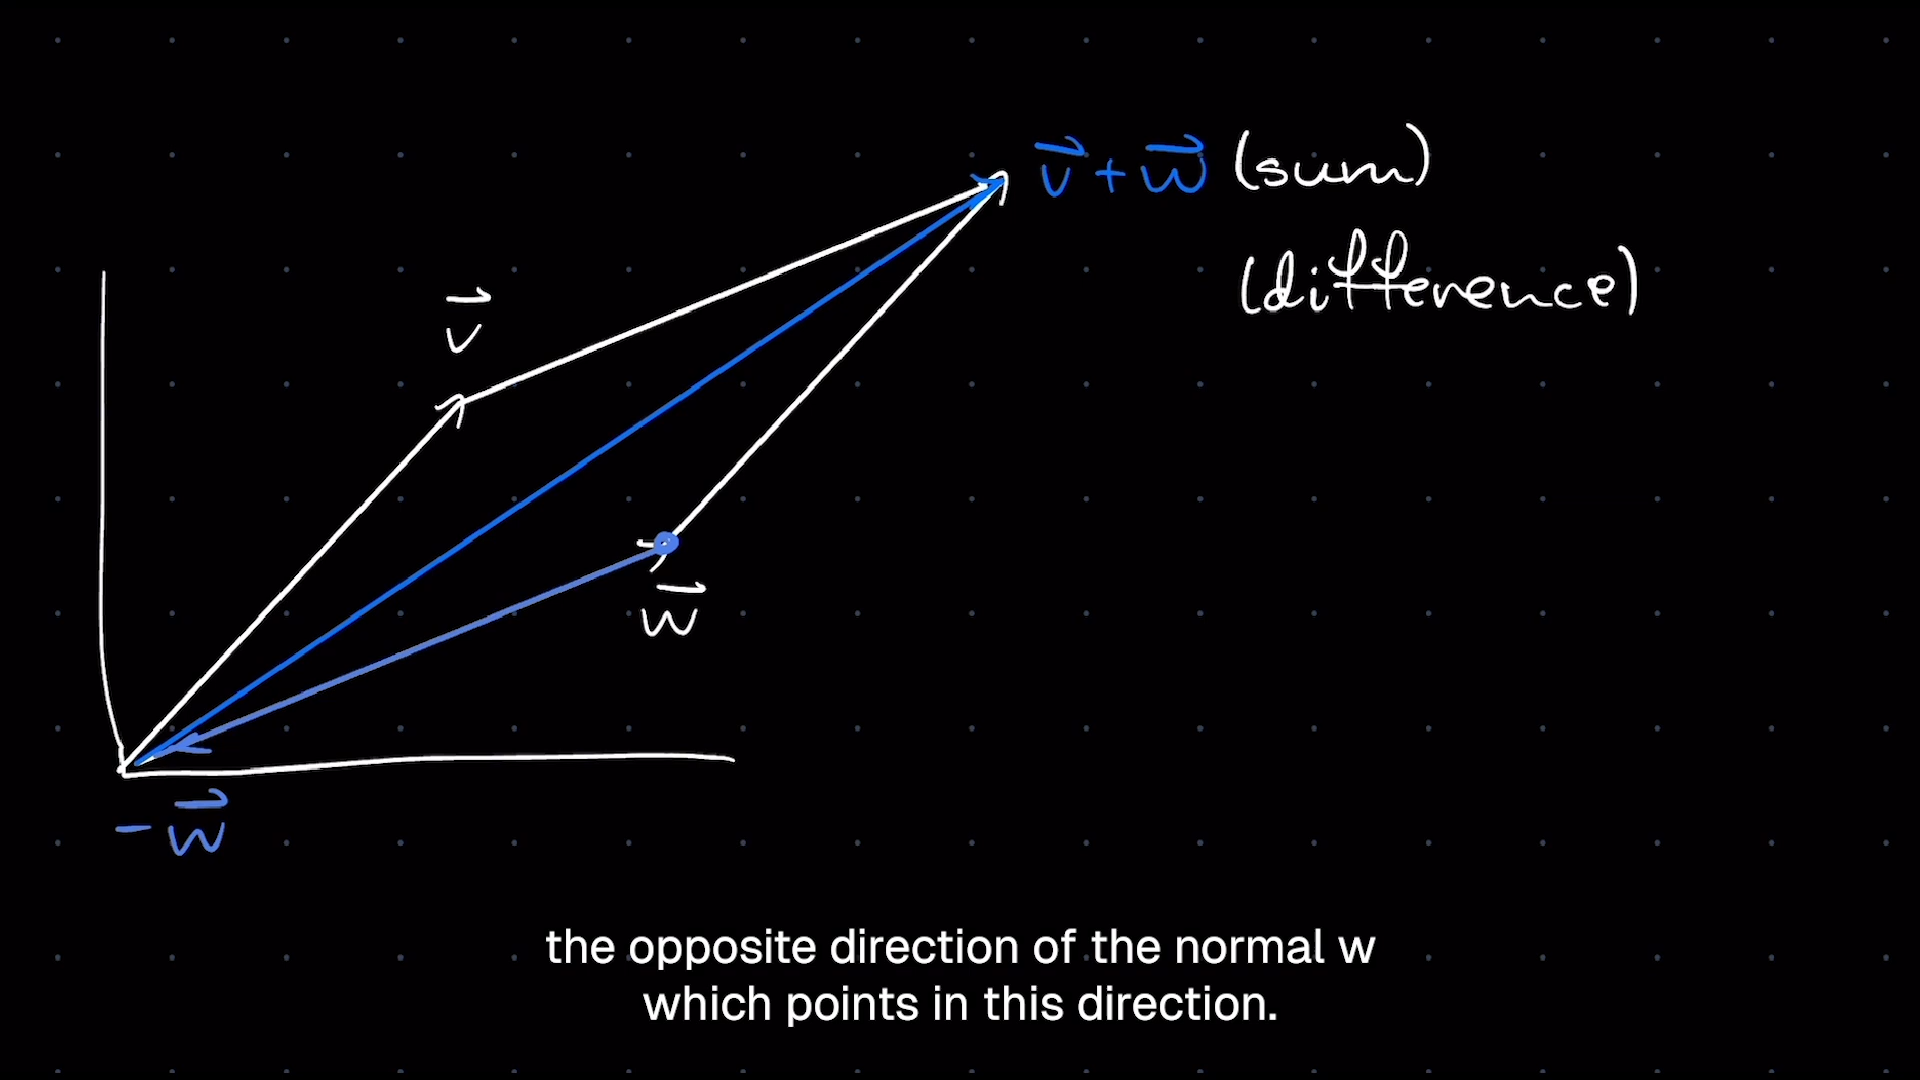 v⃗ + w⃗ (sum)
(difference)
v⃗
w⃗
- w⃗
the opposite direction of the normal w
which points in this direction.